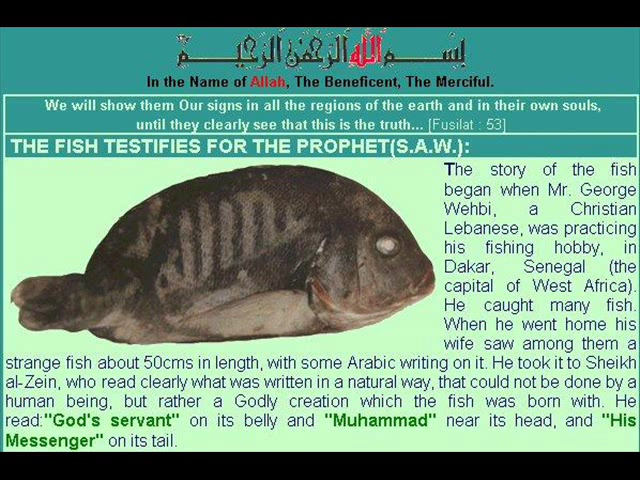 بسم الله الرحمن الرحيم
In the Name of Allah, The Beneficent, The Merciful.
We will show them Our signs in all the regions of the earth and in their own souls,
until they clearly see that this is the truth... [Fusilat : 53]
THE FISH TESTIFIES FOR THE PROPHET(S.A.W.):
The story of the fish
began when Mr. George
Wehbi, a Christian
Lebanese, was practicing
his fishing hobby, in
Dakar, Senegal (the
capital of West Africa).
He caught many fish.
When he went home his
wife saw among them a
strange fish about 50cms in length, with some Arabic writing on it. He took it to Sheikh
al-Zein, who read clearly what was written in a natural way, that could not be done by a
human being, but rather a Godly creation which the fish was born with. He
read:"God's servant" on its belly and "Muhammad" near its head, and "His
Messenger" on its tail.